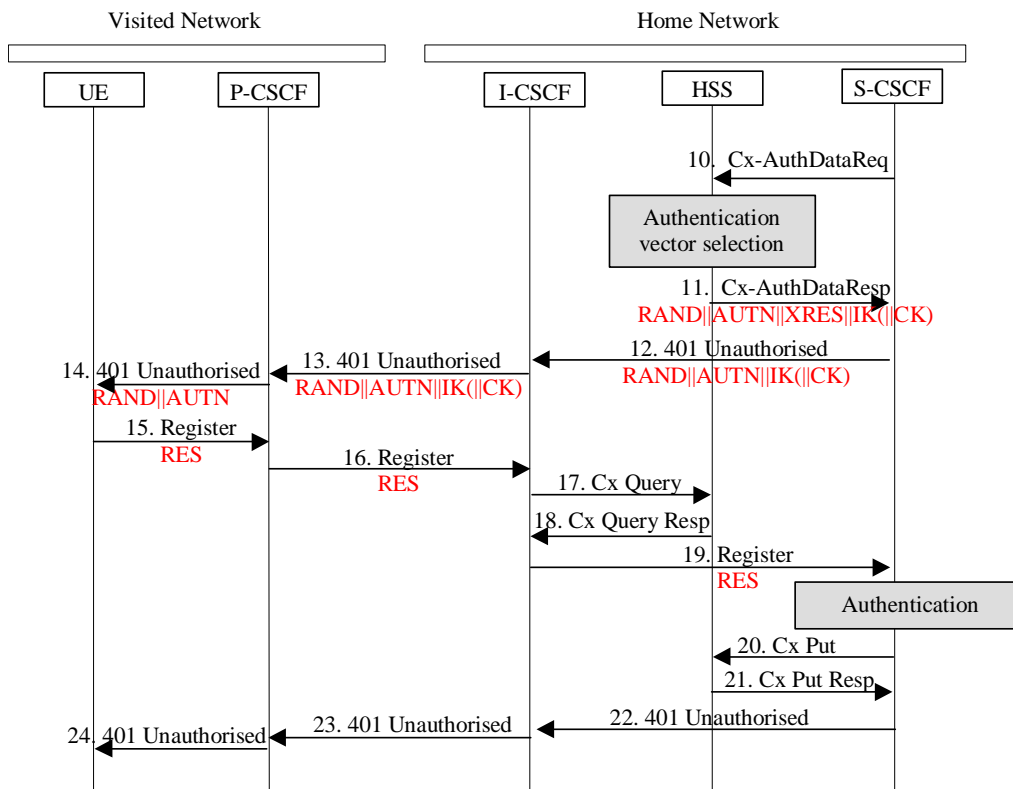 Visited Network
Home Network
UE
P-CSCF
I-CSCF
HSS
S-CSCF
10. Cx-AuthDataReq
Authentication
vector selection
11. Cx-AuthDataResp
RAND||AUTN||XRES||IK(||CK)
12. 401 Unauthorised
RAND||AUTN||IK(||CK)
13. 401 Unauthorised
RAND||AUTN||IK(||CK)
14. 401 Unauthorised
RAND||AUTN
15. Register
RES
16. Register
RES
17. Cx Query
18. Cx Query Resp
19. Register
RES
Authentication
20. Cx Put
21. Cx Put Resp
22. 401 Unauthorised
23. 401 Unauthorised
24. 401 Unauthorised